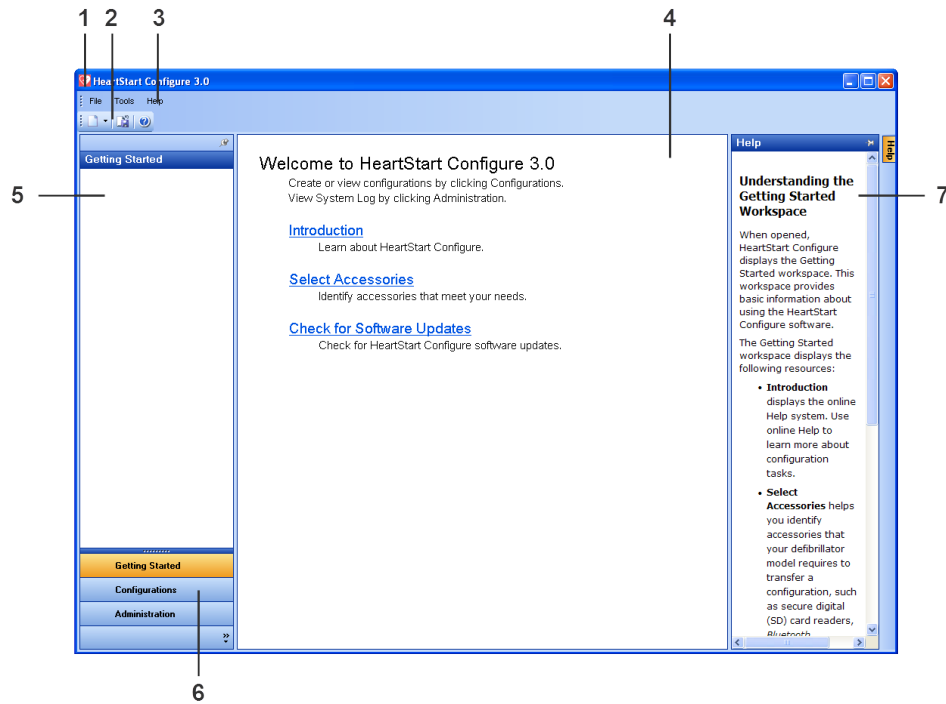 1 2 3 4
HeartStart Configure 3.0
File Tools Help
Getting Started
Welcome to HeartStart Configure 3.0
Create or view configurations by clicking Configurations.
View System Log by clicking Administration.
Introduction
Learn about HeartStart Configure.
Select Accessories
Identify accessories that meet your needs.
Check for Software Updates
Check for HeartStart Configure software updates.
Help
Help
Understanding the
Getting Started
Workspace
When opened,
HeartStart Configure
displays the Getting
Started workspace. This
workspace provides
basic information about
using the HeartStart
Configure software.
The Getting Started
workspace displays the
following resources:
• Introduction
displays the online
Help system. Use
online Help to
learn more about
configuration
tasks.
• Select
Accessories helps
you identify
accessories that
your defibrillator
model requires to
transfer a
configuration, such
as secure digital
(SD) card readers,
Bluetooth
5
7
Getting Started
Configurations
Administration
6